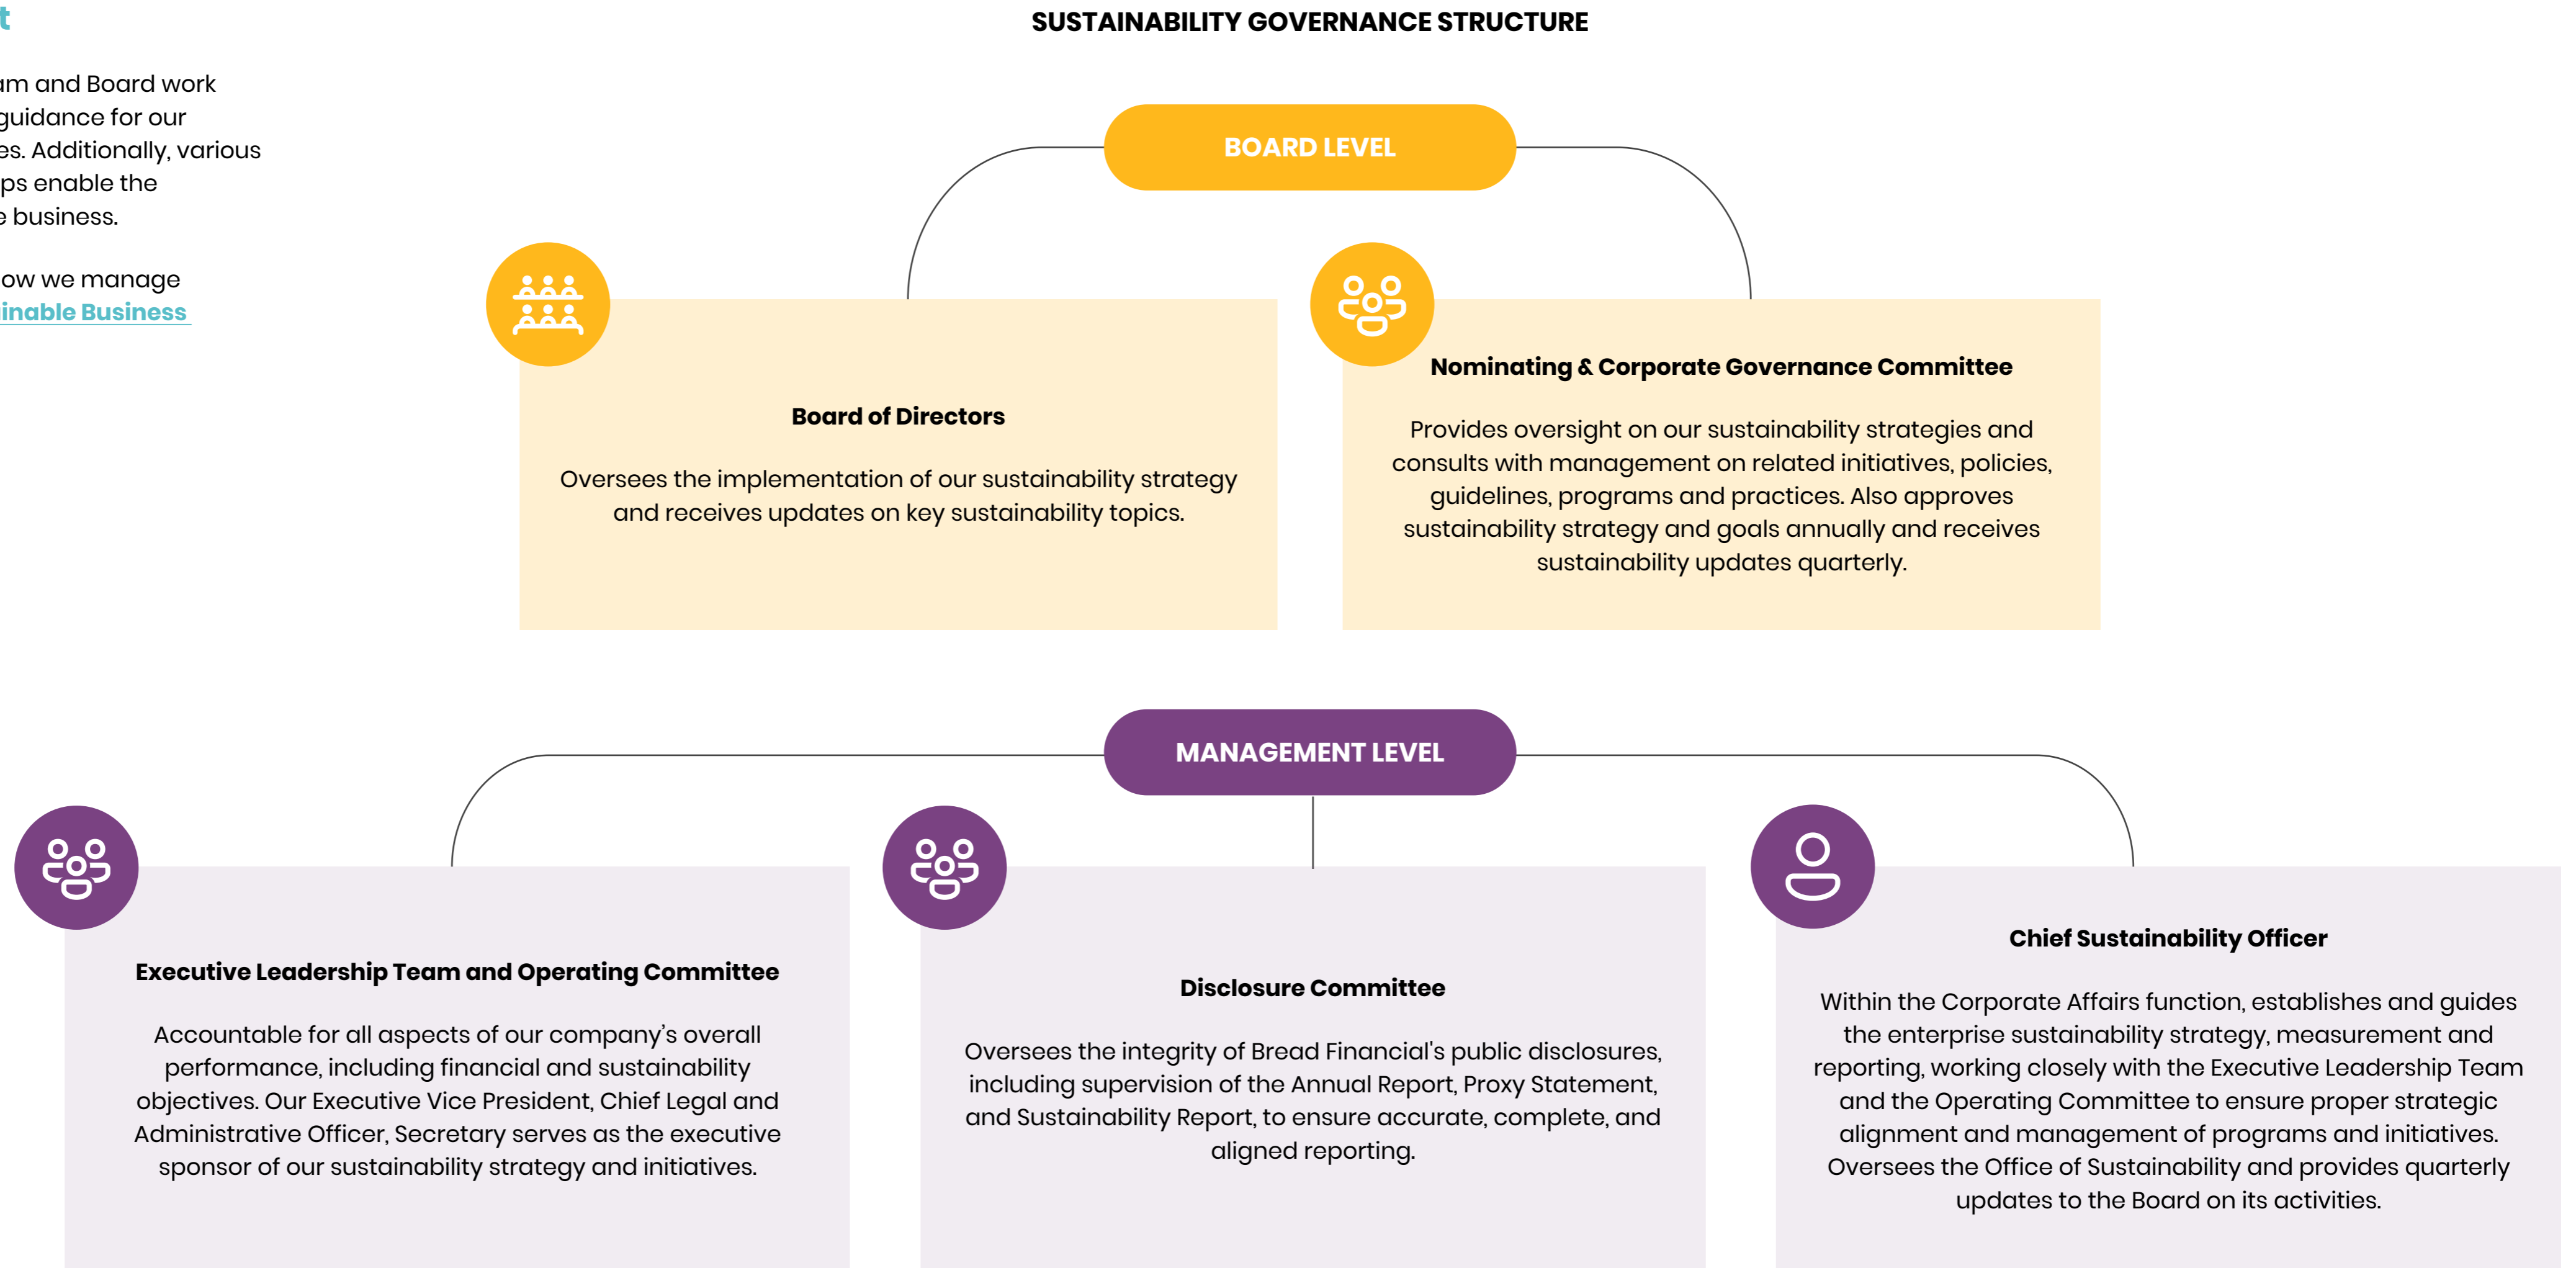 am and Board work
guidance for our
es. Additionally, various
ps enable the
e business.
ow we manage
inable Business
SUSTAINABILITY GOVERNANCE STRUCTURE
BOARD LEVEL
Board of Directors
Oversees the implementation of our sustainability strategy
and receives updates on key sustainability topics.
Nominating & Corporate Governance Committee
Provides oversight on our sustainability strategies and
consults with management on related initiatives, policies,
guidelines, programs and practices. Also approves
sustainability strategy and goals annually and receives
sustainability updates quarterly.
MANAGEMENT LEVEL
Executive Leadership Team and Operating Committee
Accountable for all aspects of our company’s overall
performance, including financial and sustainability
objectives. Our Executive Vice President, Chief Legal and
Administrative Officer, Secretary serves as the executive
sponsor of our sustainability strategy and initiatives.
Disclosure Committee
Oversees the integrity of Bread Financial's public disclosures,
including supervision of the Annual Report, Proxy Statement,
and Sustainability Report, to ensure accurate, complete, and
aligned reporting.
Chief Sustainability Officer
Within the Corporate Affairs function, establishes and guides
the enterprise sustainability strategy, measurement and
reporting, working closely with the Executive Leadership Team
and the Operating Committee to ensure proper strategic
alignment and management of programs and initiatives.
Oversees the Office of Sustainability and provides quarterly
updates to the Board on its activities.